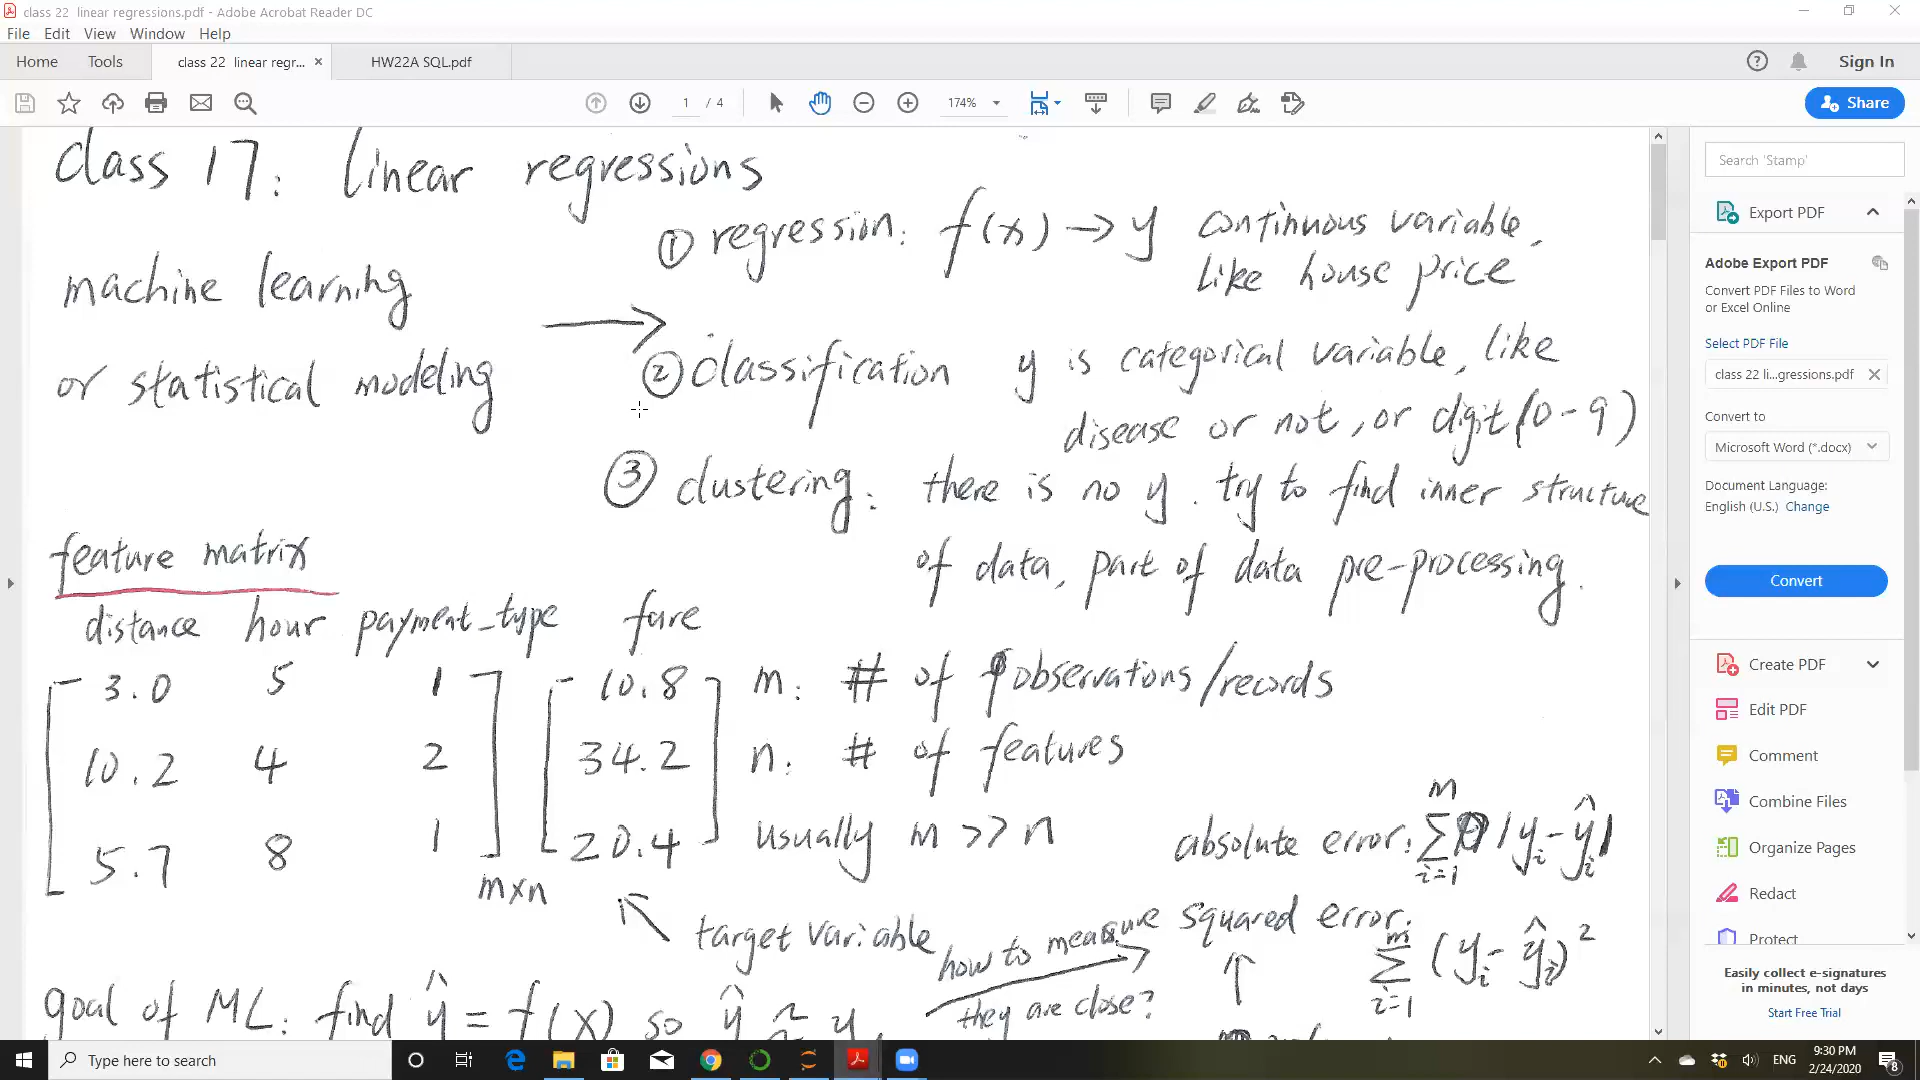 class 22 linear regressions.pdf - Adobe Acrobat Reader DC
File Edit View Window Help
Home Tools class 22 linear regr... × HW22A SQL.pdf Sign In
1 / 4 174% Share
class 17: linear regressions
① regression: f(x) → y continuous variable,
like house price
machine learning
or statistical modeling
② classification y is categorical variable, like
disease or not, or digit (0-9)
③ clustering: there is no y. try to find inner structure
of data, part of data pre-processing.
feature matrix
distance hour payment_type fare
3.0 5 1 10.8 m: # of observations/records
10.2 4 2 34.2 n: # of features
5.7 8 1 20.4 usually m >> n
m×n
absolute error: Σ i=1 m |yi - ŷi|
target variable
how to measure
they are close?
squared error: Σ i=1 m (yi - ŷi)²
goal of ML: find ŷ = f(x) so ŷ ≈ y,
Search 'Stamp'
Export PDF
Adobe Export PDF
Convert PDF Files to Word
or Excel Online
Select PDF File
class 22 li...gressions.pdf ×
Convert to
Microsoft Word (*.docx)
Document Language:
English (U.S.) Change
Convert
Create PDF
Edit PDF
Comment
Combine Files
Organize Pages
Redact
Protect
Easily collect e-signatures
in minutes, not days
Start Free Trial
Type here to search
ENG
9:30 PM
2/24/2020
8